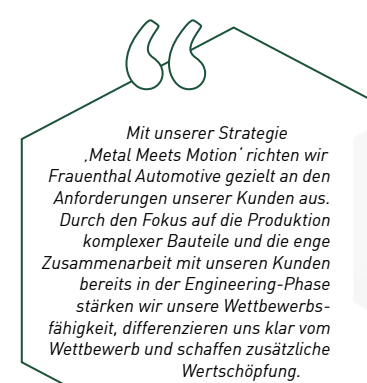 Mit unserer Strategie
‚Metal Meets Motion‘ richten wir
Frauenthal Automotive gezielt an den
Anforderungen unserer Kunden aus.
Durch den Fokus auf die Produktion
komplexer Bauteile und die enge
Zusammenarbeit mit unseren Kunden
bereits in der Engineering-Phase
stärken wir unsere Wettbewerbs-
fähigkeit, differenzieren uns klar vom
Wettbewerb und schaffen zusätzliche
Wertschöpfung.